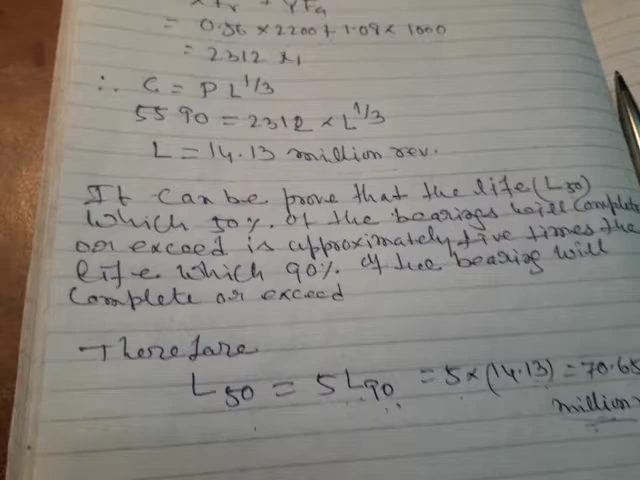 XFr + YFa
= 0.56 × 2200 + 1.08 × 1000
= 2312 N
∴ C = P L^1/3
5590 = 2312 × L^1/3
L = 14.13 million rev.
It can be prove that the life (L50)
which 50% of the bearings will complete
or exceed is approximately five times the
life which 90% of the bearing will
complete or exceed
Therefore
L50 = 5L90 = 5 × (14.13) = 70.65
million